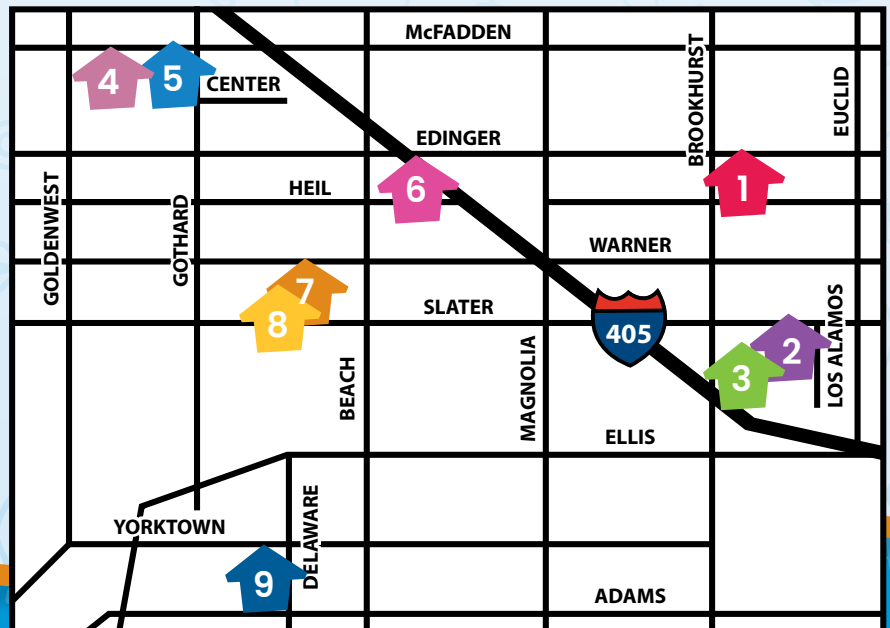 McFADDEN
BROOKHURST
EUCLID
4
5
CENTER
EDINGER
GOLDENWEST
GOTHARD
HEIL
6
1
WARNER
7
8
SLATER
405
LOS ALAMOS
2
3
BEACH
MAGNOLIA
ELLIS
YORKTOWN
DELAWARE
9
ADAMS